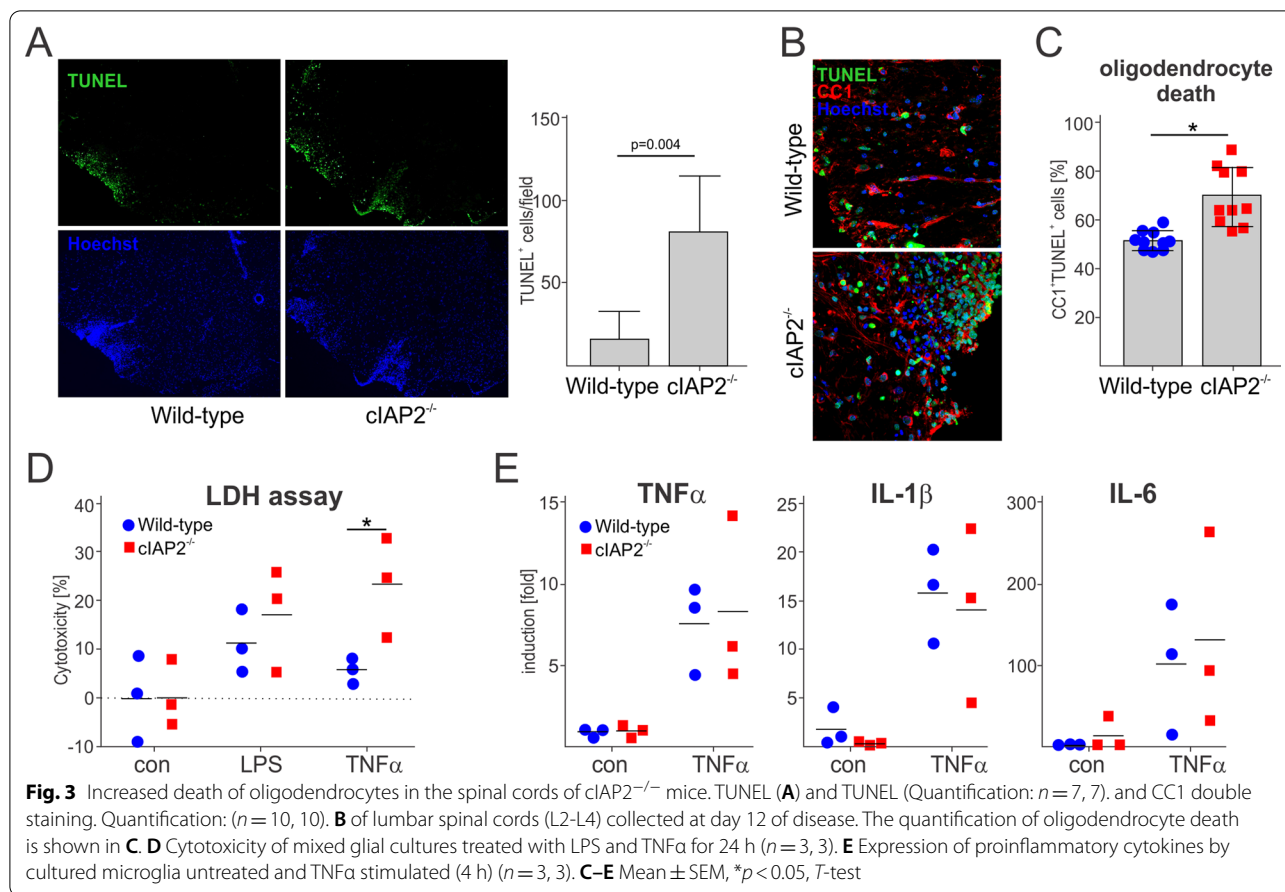 A
TUNEL
Hoechst
Wild-type
cIAP2-/-
TUNEL+ cells/field
150
100
50
p=0.004
Wild-type
cIAP2-/-
B
TUNEL
CC1
Hoechst
Wild-type
cIAP2-/-
C
oligodendrocyte
death
CC1+TUNEL+ cells [%]
100
80
60
40
20
*
Wild-type
cIAP2-/-
D
LDH assay
Wild-type
cIAP2-/-
Cytotoxicity [%]
40
30
20
10
0
-10
*
con
LPS
TNFα
E
TNFα
Wild-type
cIAP2-/-
induction [fold]
15
10
5
con
TNFα
IL-1β
25
20
15
10
5
con
TNFα
IL-6
300
200
100
con
TNFα
Fig. 3 Increased death of oligodendrocytes in the spinal cords of cIAP2−/− mice. TUNEL (A) and TUNEL (Quantification: n = 7, 7). and CC1 double
staining. Quantification: (n = 10, 10). B of lumbar spinal cords (L2-L4) collected at day 12 of disease. The quantification of oligodendrocyte death
is shown in C. D Cytotoxicity of mixed glial cultures treated with LPS and TNFα for 24 h (n = 3, 3). E Expression of proinflammatory cytokines by
cultured microglia untreated and TNFα stimulated (4 h) (n = 3, 3). C–E Mean ± SEM, *p < 0.05, T-test